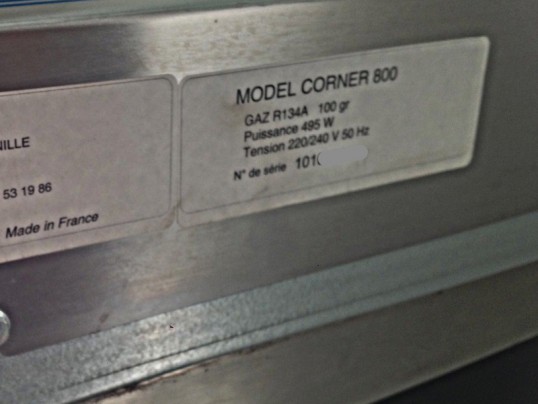 NILLE
53 19 86
Made in France
MODEL CORNER 800
GAZ R134A 100 gr
Puissance 495 W
Tension 220/240 V 50 Hz
N° de série 101